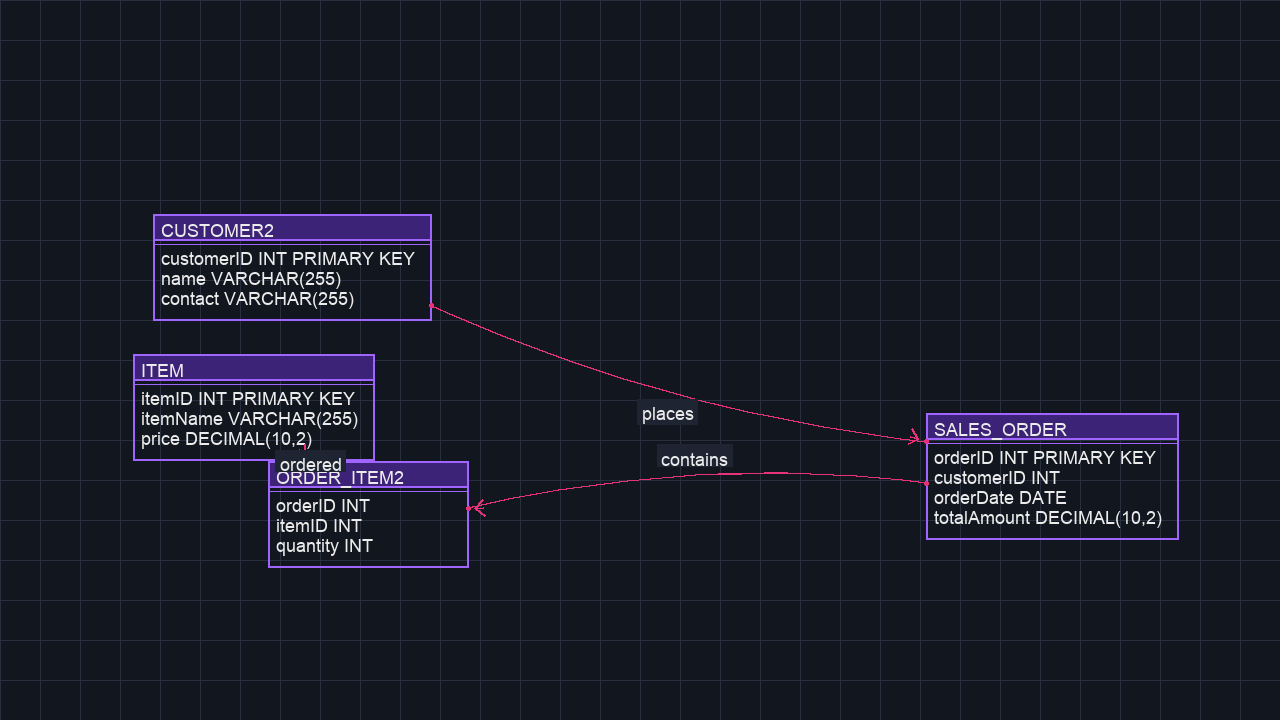 CUSTOMER2
customerID INT PRIMARY KEY
name VARCHAR(255)
contact VARCHAR(255)
ITEM
itemID INT PRIMARY KEY
itemName VARCHAR(255)
price DECIMAL(10,2)
ordered
ORDER_ITEM2
orderID INT
itemID INT
quantity INT
places
contains
SALES_ORDER
orderID INT PRIMARY KEY
customerID INT
orderDate DATE
totalAmount DECIMAL(10,2)